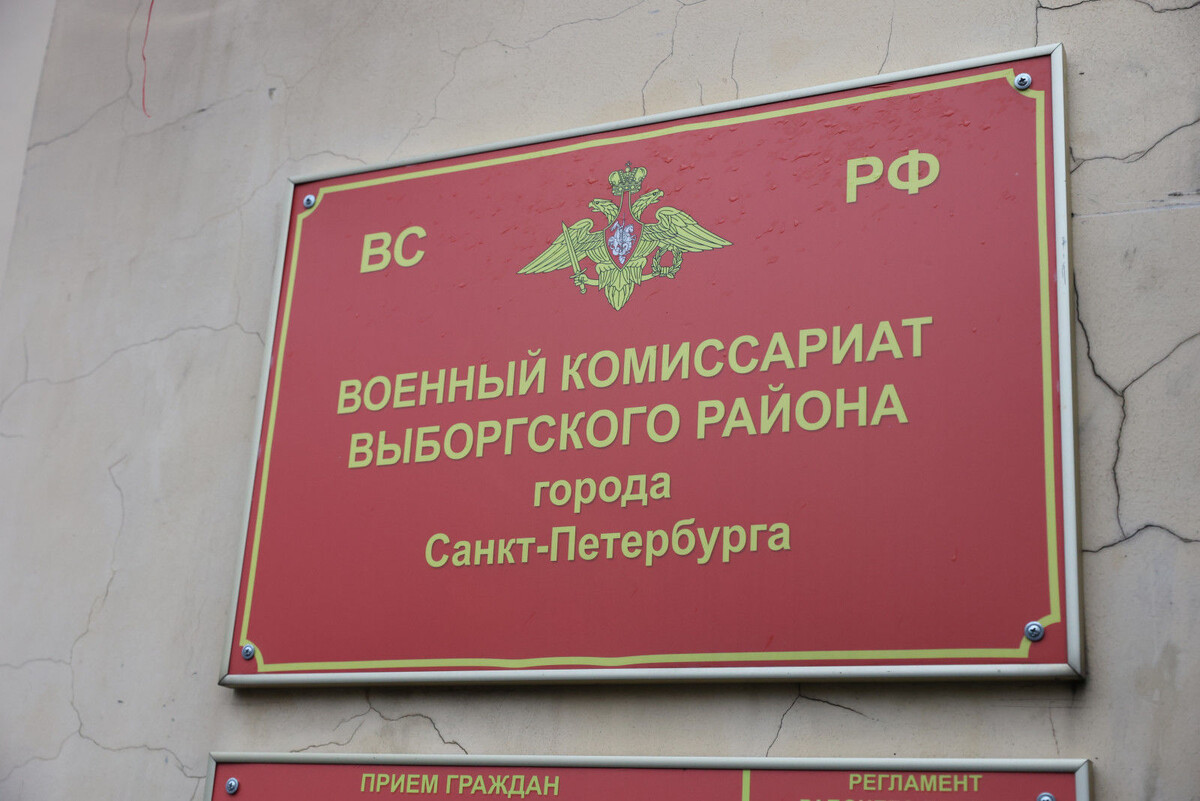 ВС РФ
ВОЕННЫЙ КОМИССАРИАТ
ВЫБОРГСКОГО РАЙОНА
города
Санкт-Петербурга
ПРИЕМ ГРАЖДАН
РЕГЛАМЕНТ